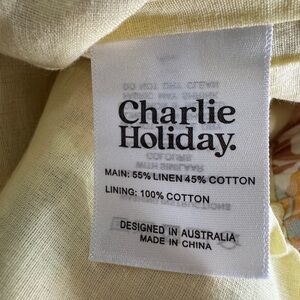 Charlie
Holiday.
MAIN: 55% LINEN 45% COTTON
LINING: 100% COTTON
DESIGNED IN AUSTRALIA
MADE IN CHINA